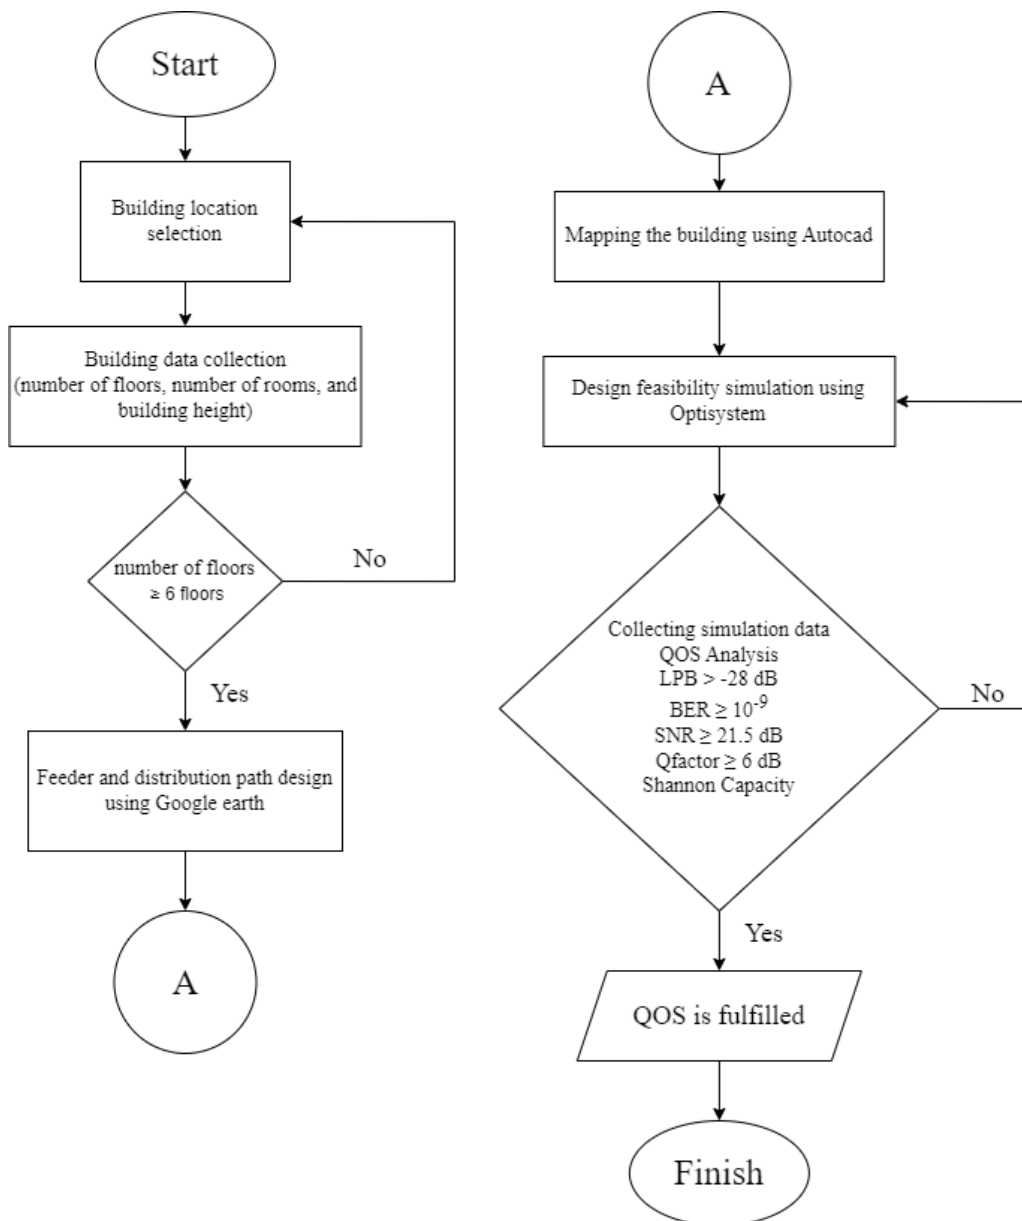 Start
Building location
selection
Building data collection
(number of floors, number of rooms, and
building height)
number of floors
≥ 6 floors
No
Yes
Feeder and distribution path design
using Google earth
A
A
Mapping the building using Autocad
Design feasibility simulation using
Optisystem
Collecting simulation data
QOS Analysis
LPB > -28 dB
BER ≥ 10⁻⁹
SNR ≥ 21.5 dB
Qfactor ≥ 6 dB
Shannon Capacity
No
Yes
QOS is fulfilled
Finish